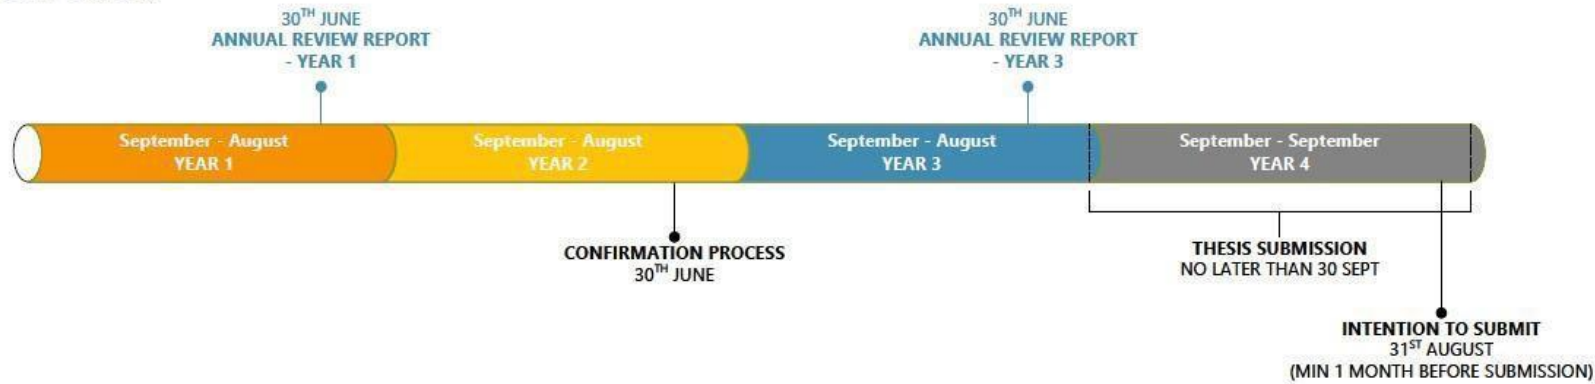 30TH JUNE
ANNUAL REVIEW REPORT
- YEAR 1
30TH JUNE
ANNUAL REVIEW REPORT
- YEAR 3
September - August
YEAR 1
September - August
YEAR 2
September - August
YEAR 3
September - September
YEAR 4
CONFIRMATION PROCESS
30TH JUNE
THESIS SUBMISSION
NO LATER THAN 30 SEPT
INTENTION TO SUBMIT
31ST AUGUST
(MIN 1 MONTH BEFORE SUBMISSION)